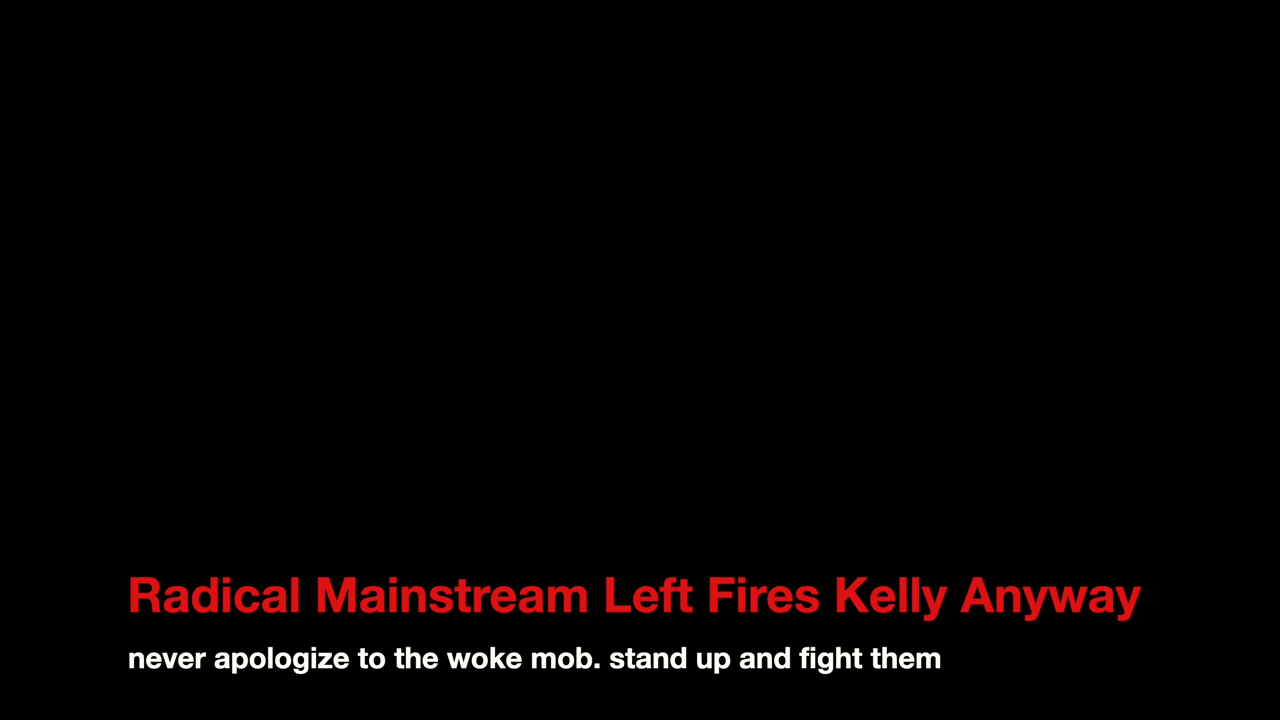 Radical Mainstream Left Fires Kelly Anyway
never apologize to the woke mob. stand up and fight them